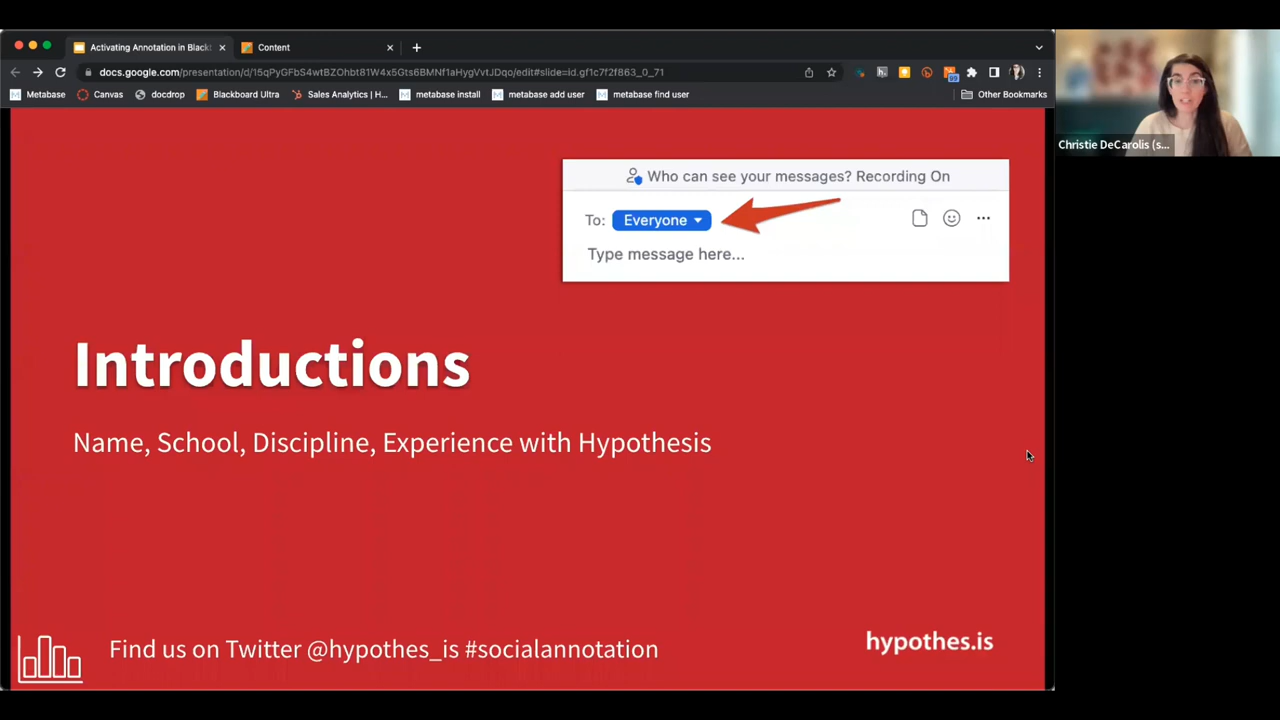 Activating Annotation in Blackb
Content
docs.google.com/presentation/d/15qPyGFbS4wtBZOhbt81W4x5Gts6BMNf1aHygVvtJDqo/edit#slide=id.gf1c7f2f863_0_71
Metabase
Canvas
docdrop
Blackboard Ultra
Sales Analytics | H...
metabase install
metabase add user
metabase find user
Other Bookmarks
Christie DeCarolis (s...
Who can see your messages? Recording On
To: Everyone
Type message here...
Introductions
Name, School, Discipline, Experience with Hypothesis
Find us on Twitter @hypothes_is #socialannotation
hypothes.is